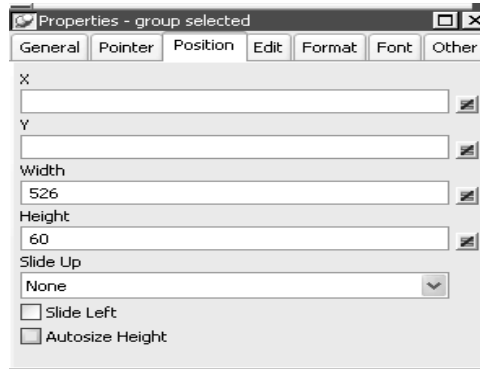 Properties - group selected
General Pointer Position Edit Format Font Other
X
Y
Width
526
Height
60
Slide Up
None
Slide Left
Autosize Height